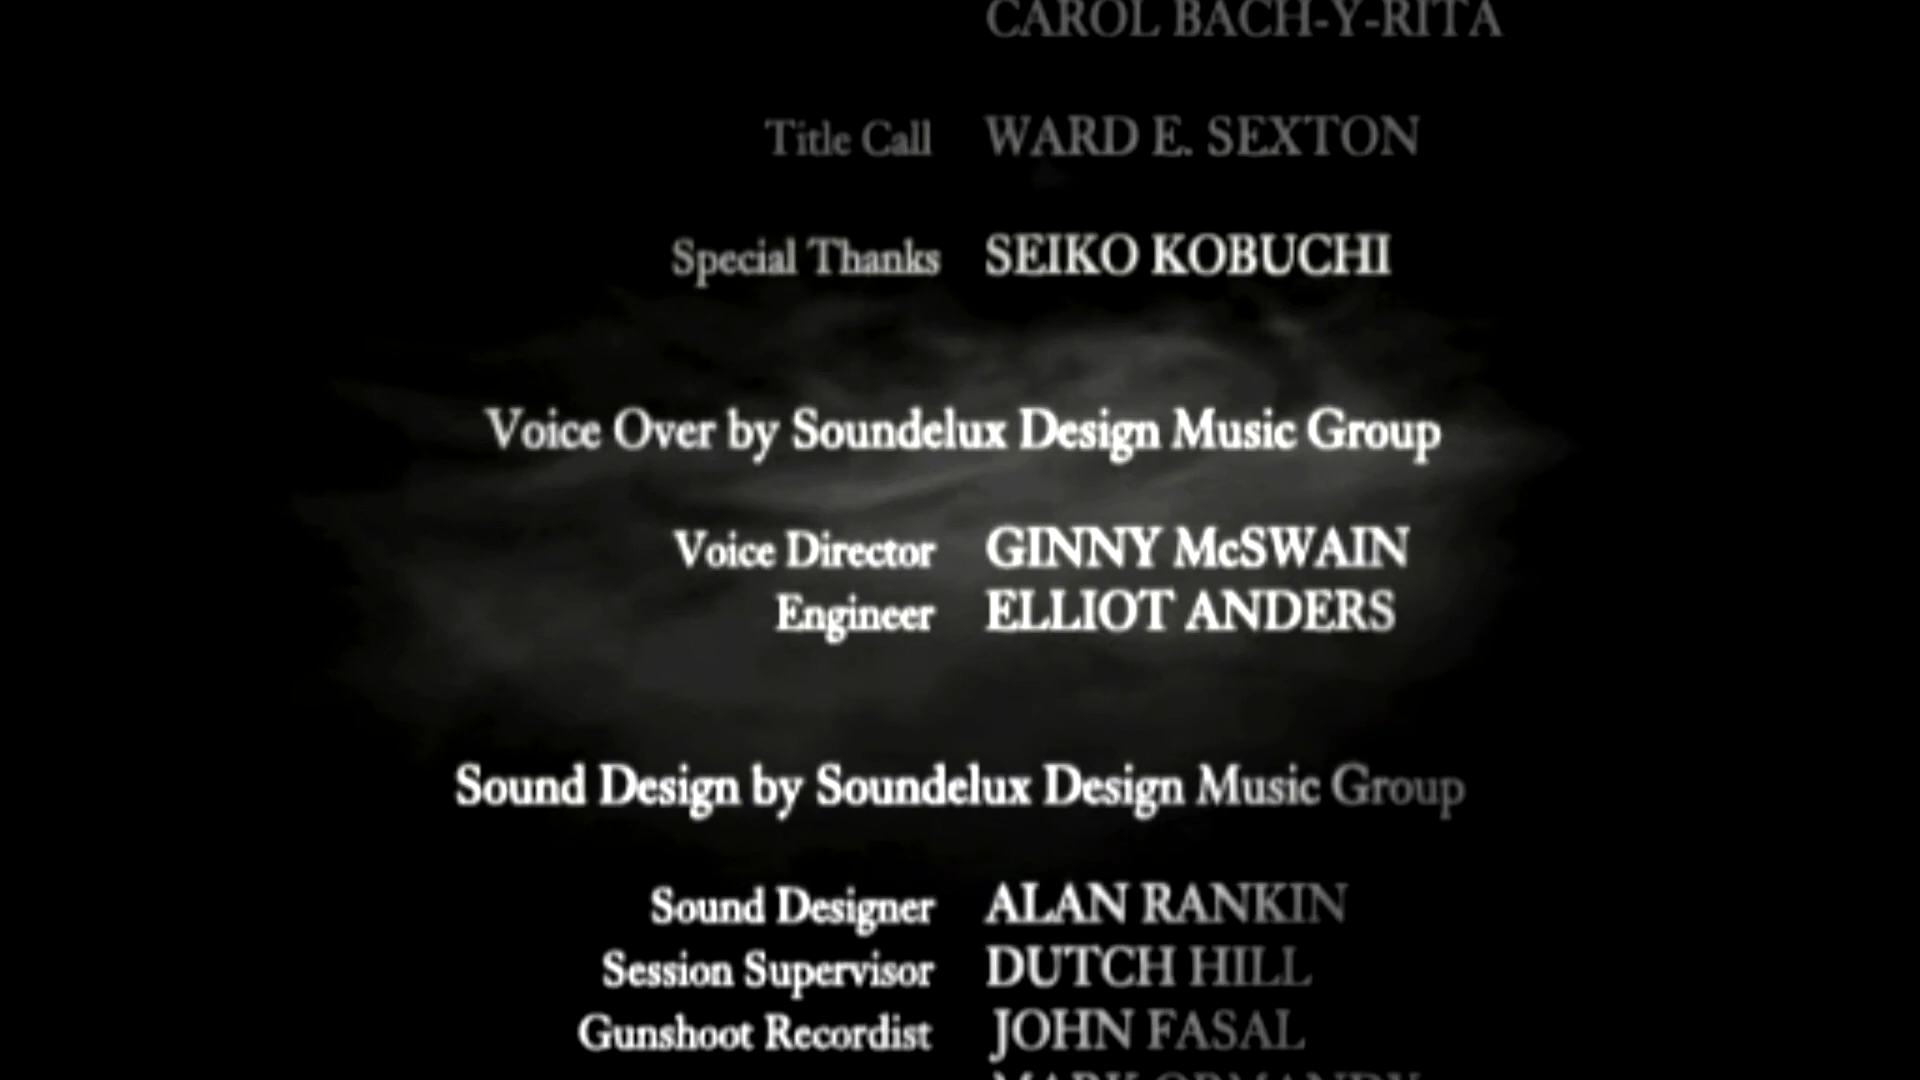 CAROL BACH-Y-RITA
Title Call WARD E. SEXTON
Special Thanks SEIKO KOBUCHI
Voice Over by Soundelux Design Music Group
Voice Director GINNY McSWAIN
Engineer ELLIOT ANDERS
Sound Design by Soundelux Design Music Group
Sound Designer ALAN RANKIN
Session Supervisor DUTCH HILL
Gunshoot Recordist JOHN FASAL
MARK ORMANDY